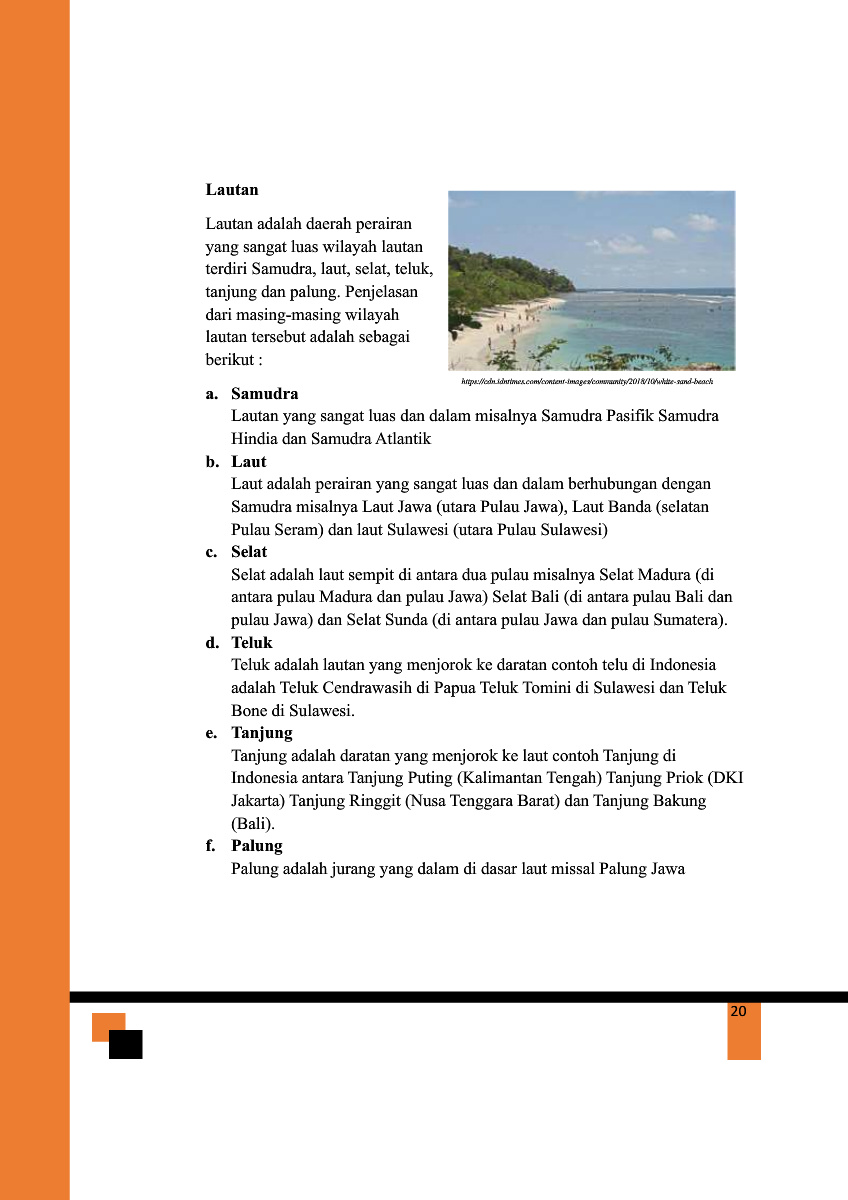 Lautan
Lautan adalah daerah perairan
yang sangat luas wilayah lautan
terdiri Samudra, laut, selat, teluk,
tanjung dan palung. Penjelasan
dari masing-masing wilayah
lautan tersebut adalah sebagai
berikut :
https://cdn.idntimes.com/content-images/community/2018/10/white-sand-beach
a. Samudra
Lautan yang sangat luas dan dalam misalnya Samudra Pasifik Samudra
Hindia dan Samudra Atlantik
b. Laut
Laut adalah perairan yang sangat luas dan dalam berhubungan dengan
Samudra misalnya Laut Jawa (utara Pulau Jawa), Laut Banda (selatan
Pulau Seram) dan laut Sulawesi (utara Pulau Sulawesi)
c. Selat
Selat adalah laut sempit di antara dua pulau misalnya Selat Madura (di
antara pulau Madura dan pulau Jawa) Selat Bali (di antara pulau Bali dan
pulau Jawa) dan Selat Sunda (di antara pulau Jawa dan pulau Sumatera).
d. Teluk
Teluk adalah lautan yang menjorok ke daratan contoh telu di Indonesia
adalah Teluk Cendrawasih di Papua Teluk Tomini di Sulawesi dan Teluk
Bone di Sulawesi.
e. Tanjung
Tanjung adalah daratan yang menjorok ke laut contoh Tanjung di
Indonesia antara Tanjung Puting (Kalimantan Tengah) Tanjung Priok (DKI
Jakarta) Tanjung Ringgit (Nusa Tenggara Barat) dan Tanjung Bakung
(Bali).
f. Palung
Palung adalah jurang yang dalam di dasar laut missal Palung Jawa
20